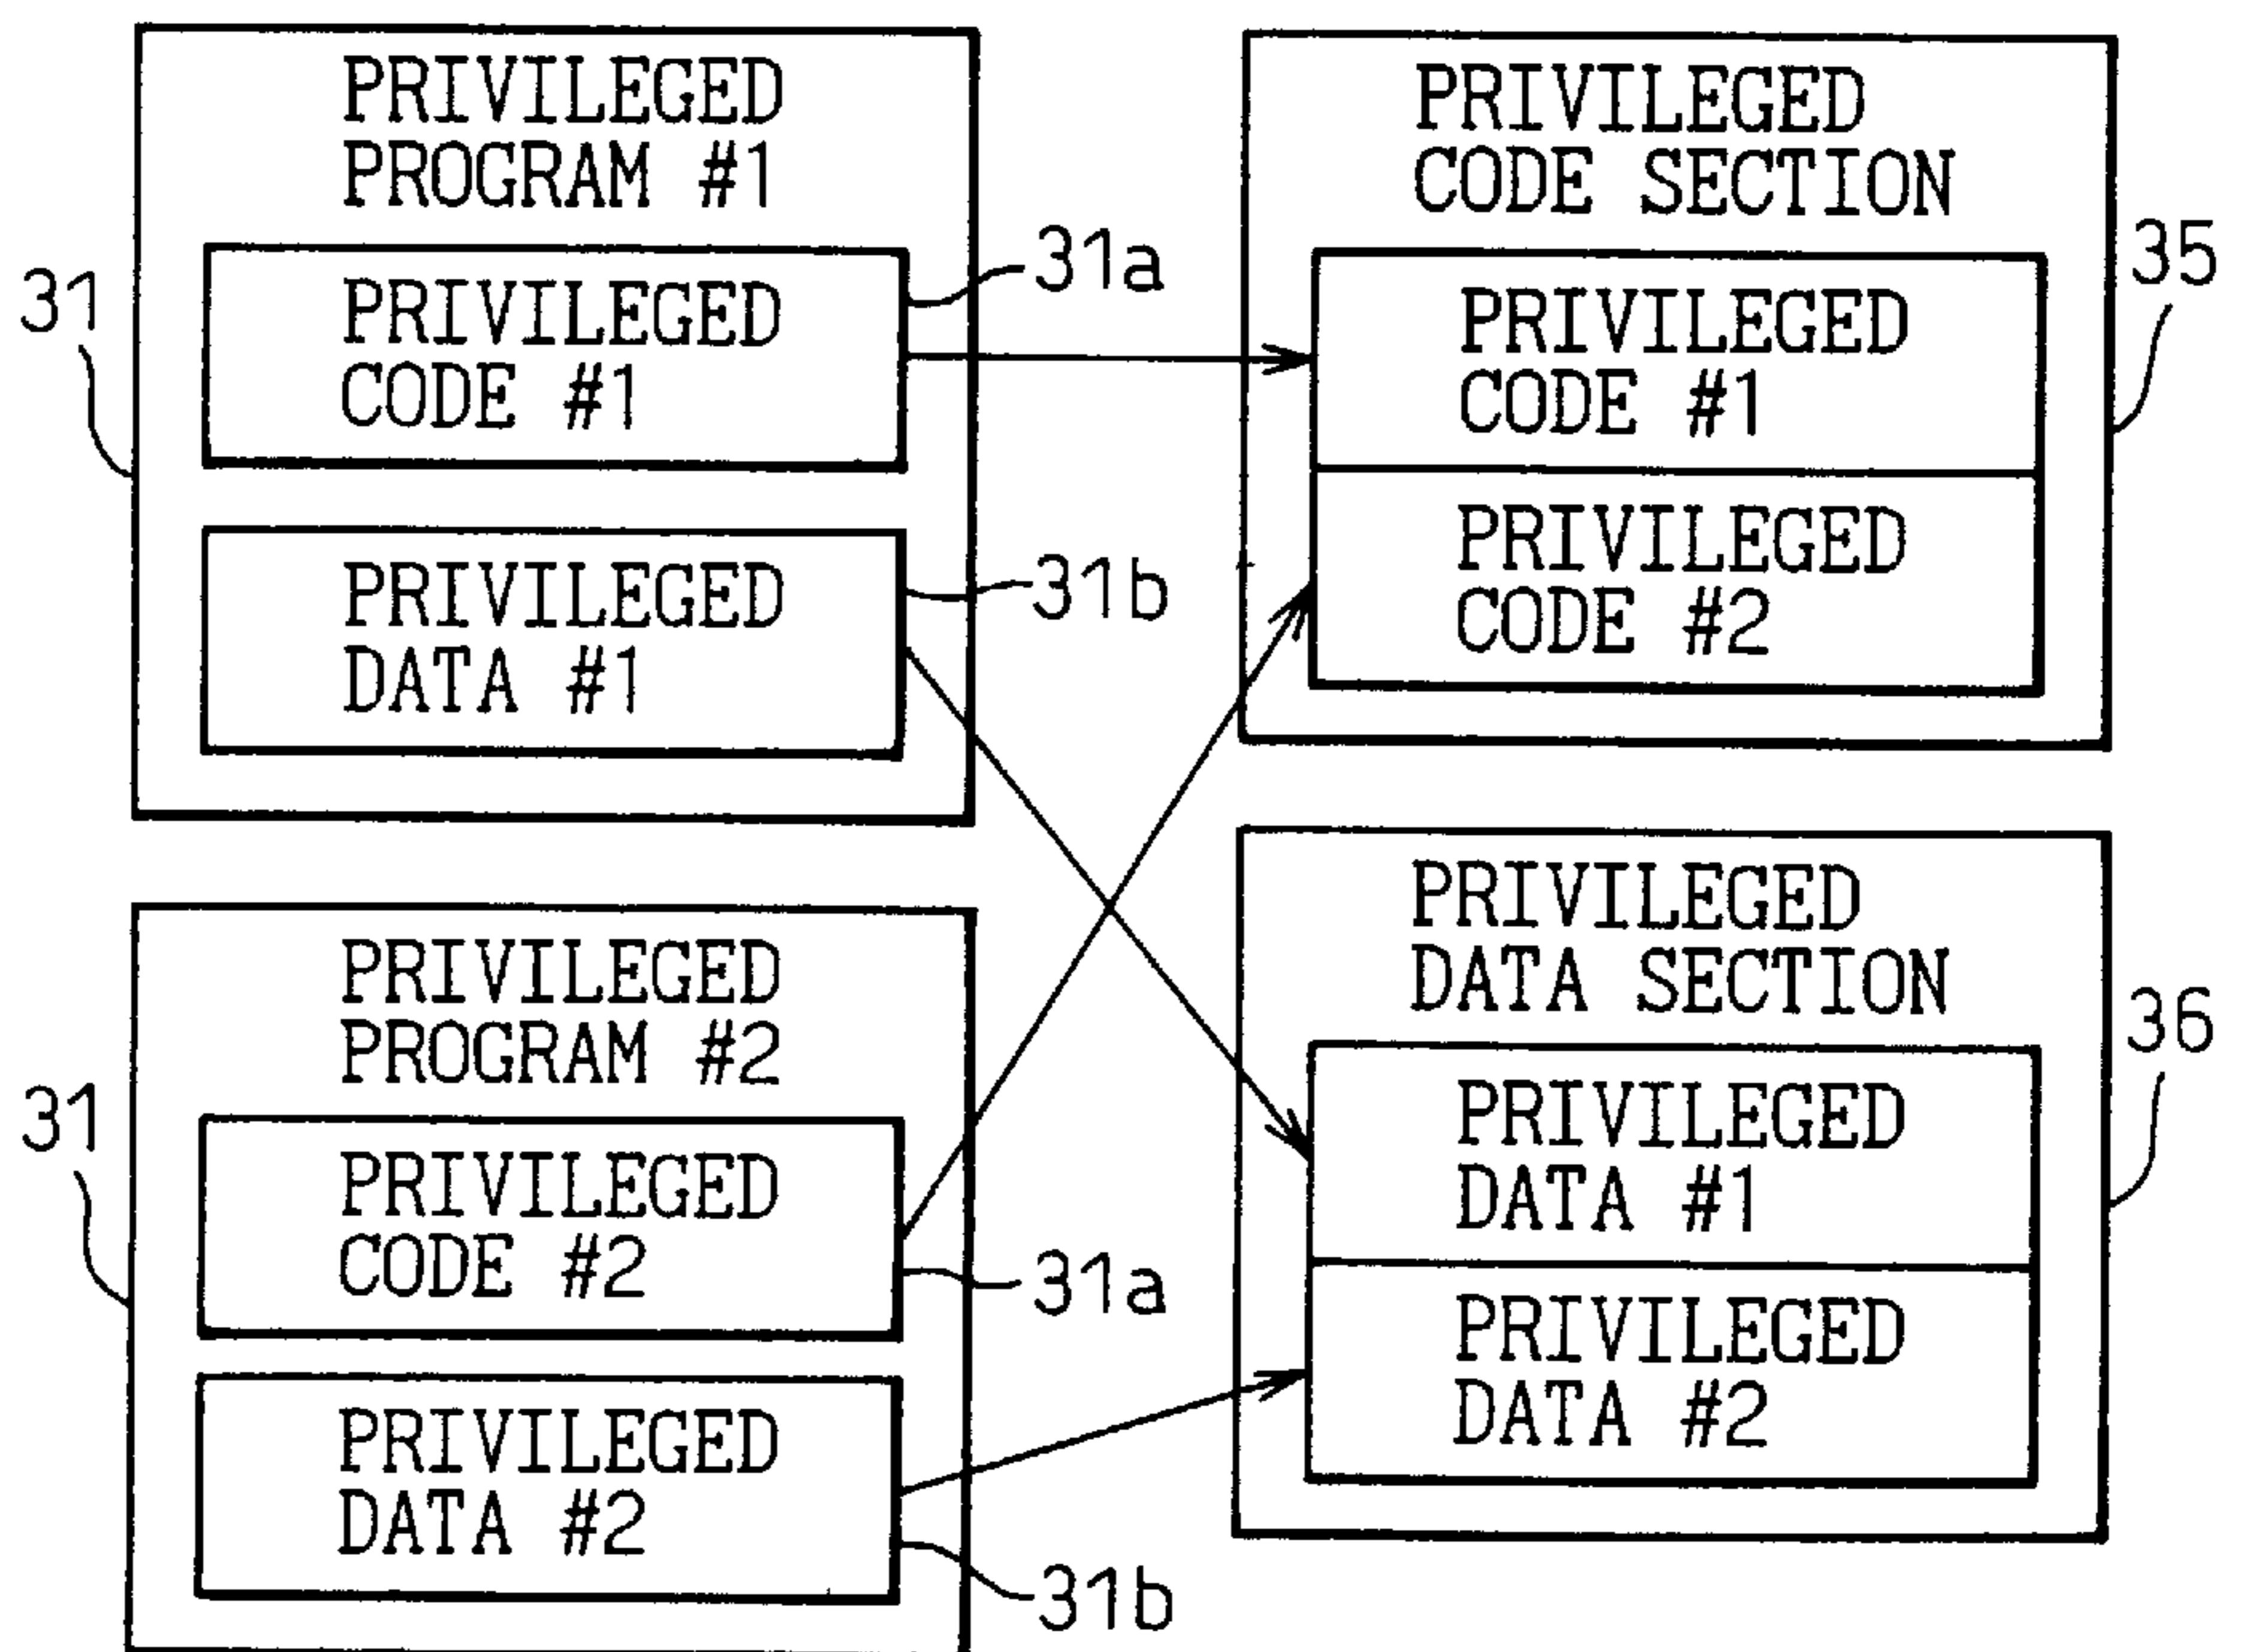 PRIVILEGED
PROGRAM #1
31
PRIVILEGED
CODE #1
31a
PRIVILEGED
DATA #1
31b
PRIVILEGED
PROGRAM #2
31
PRIVILEGED
CODE #2
31a
PRIVILEGED
DATA #2
31b
PRIVILEGED
CODE SECTION
35
PRIVILEGED
CODE #1
PRIVILEGED
CODE #2
PRIVILEGED
DATA SECTION
36
PRIVILEGED
DATA #1
PRIVILEGED
DATA #2